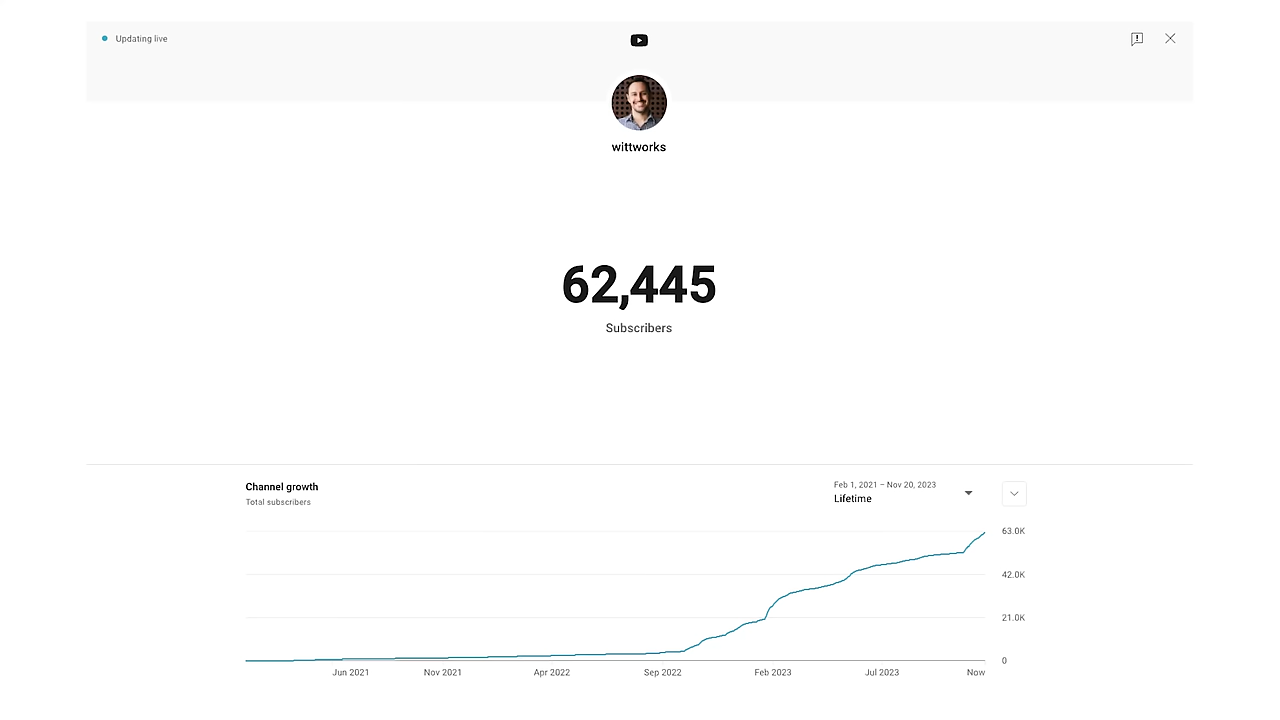 Updating live
wittworks
62,445
Subscribers
Channel growth
Total subscribers
Feb 1, 2021 – Nov 20, 2023
Lifetime
63.0K
42.0K
21.0K
0
Jun 2021
Nov 2021
Apr 2022
Sep 2022
Feb 2023
Jul 2023
Now